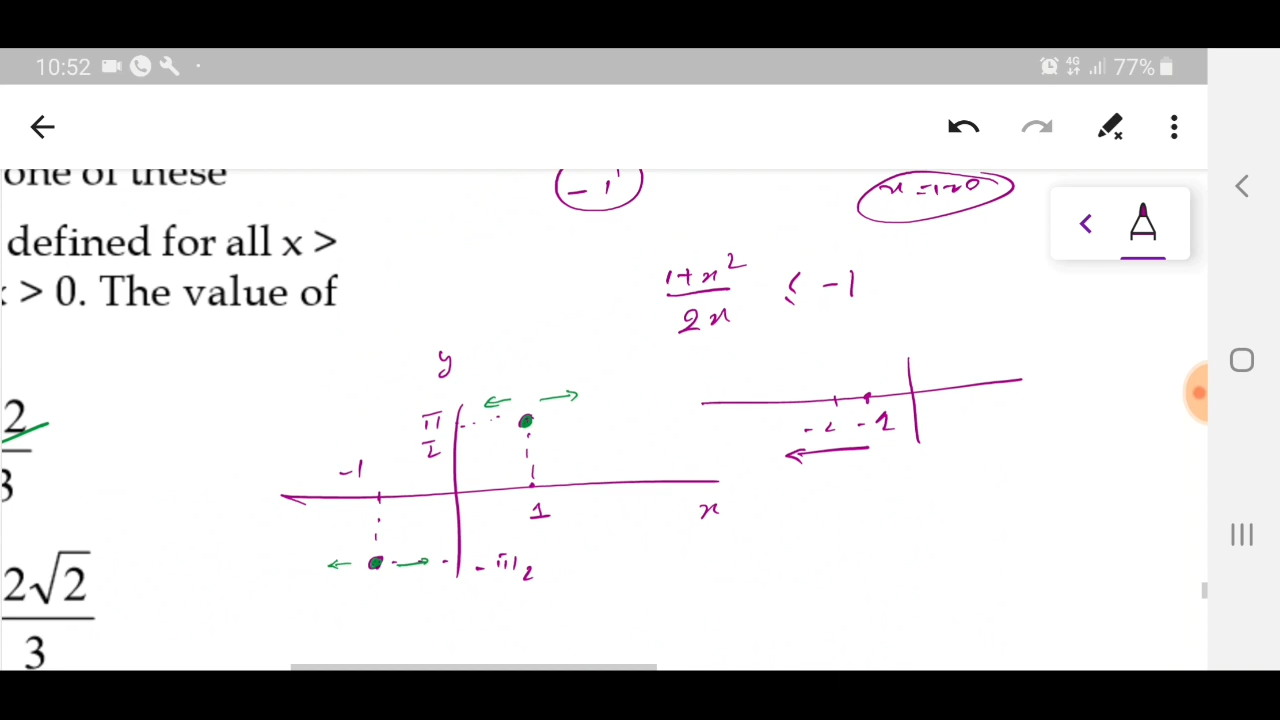 10:52 77%
4G
one of these
- 1
x - 1 = 0
defined for all x >
x > 0. The value of
1 + x²
2x
≤ -1
y
2
3
π
2
-1
1
x
-2 -1
- π/2
2√2
3